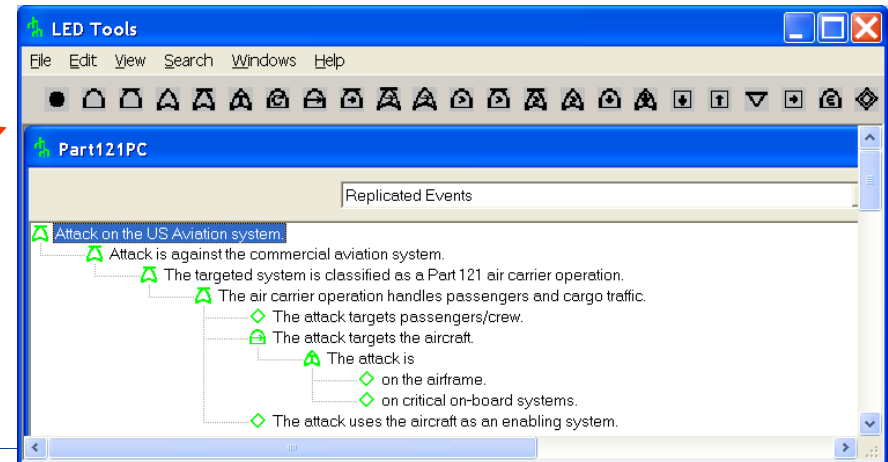 LED Tools
File Edit View Search Windows Help
Part121PC
Replicated Events
Attack on the US Aviation system.
Attack is against the commercial aviation system.
The targeted system is classified as a Part 121 air carrier operation.
The air carrier operation handles passengers and cargo traffic.
The attack targets passengers/crew.
The attack targets the aircraft.
The attack is
on the airframe.
on critical on-board systems.
The attack uses the aircraft as an enabling system.